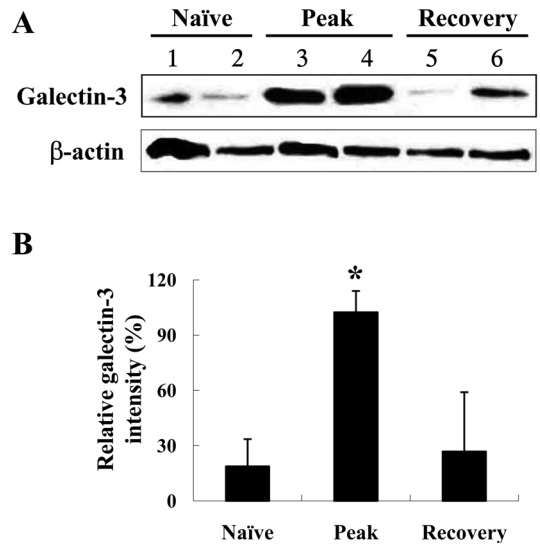 A
Naïve Peak Recovery
1 2 3 4 5 6
Galectin-3
β-actin
B
Relative galectin-3
intensity (%)
120
90
60
30
0
*
Naïve Peak Recovery